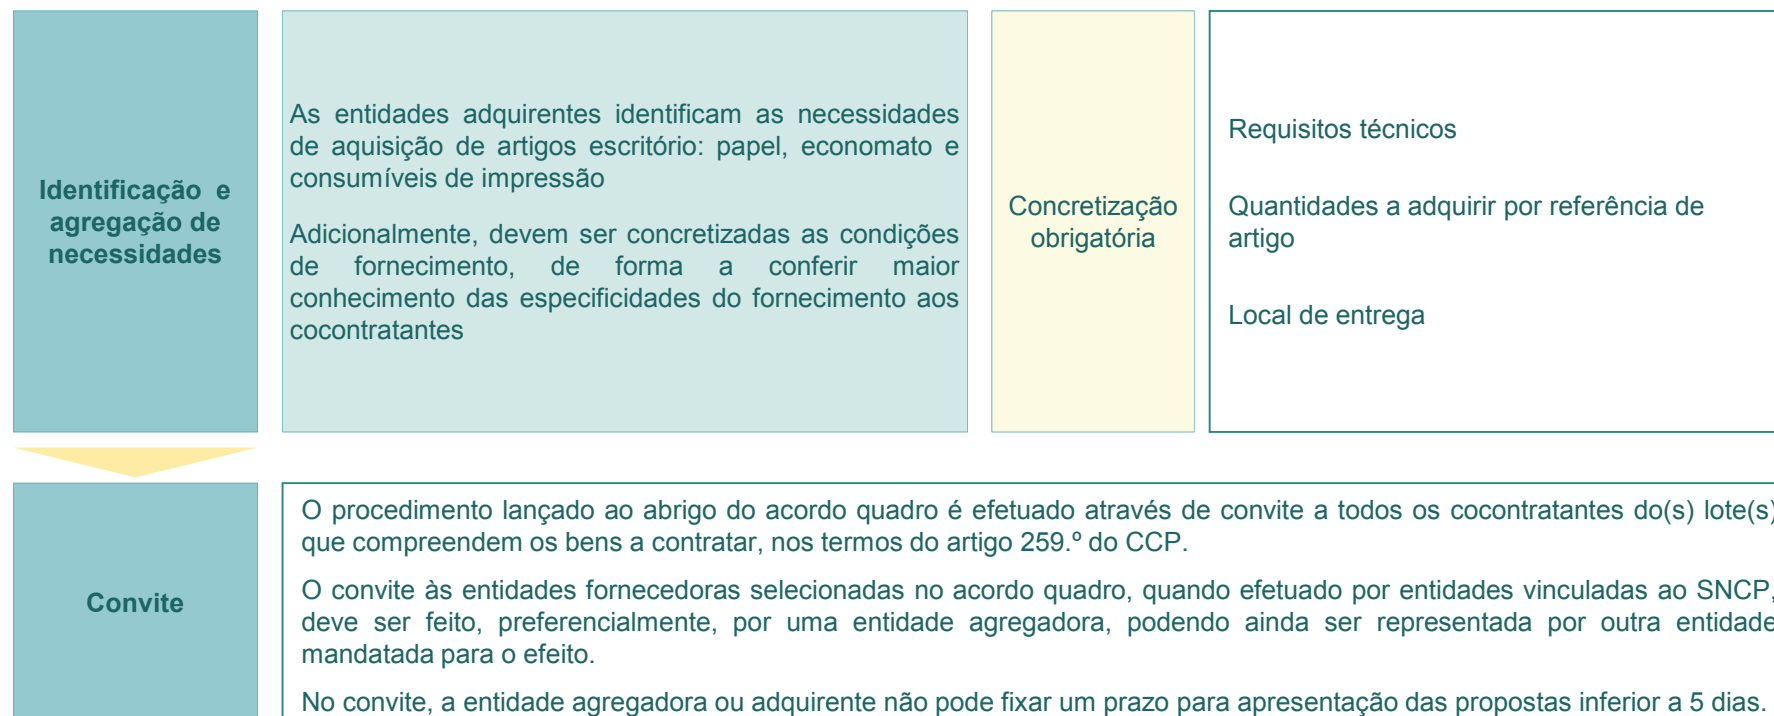 Identificação e
agregação de
necessidades
As entidades adquirentes identificam as necessidades
de aquisição de artigos escritório: papel, economato e
consumíveis de impressão
Adicionalmente, devem ser concretizadas as condições
de fornecimento, de forma a conferir maior
conhecimento das especificidades do fornecimento aos
cocontratantes
Concretização
obrigatória
Requisitos técnicos
Quantidades a adquirir por referência de
artigo
Local de entrega
Convite
O procedimento lançado ao abrigo do acordo quadro é efetuado através de convite a todos os cocontratantes do(s) lote(s)
que compreendem os bens a contratar, nos termos do artigo 259.º do CCP.
O convite às entidades fornecedoras selecionadas no acordo quadro, quando efetuado por entidades vinculadas ao SNCP,
deve ser feito, preferencialmente, por uma entidade agregadora, podendo ainda ser representada por outra entidade
mandatada para o efeito.
No convite, a entidade agregadora ou adquirente não pode fixar um prazo para apresentação das propostas inferior a 5 dias.